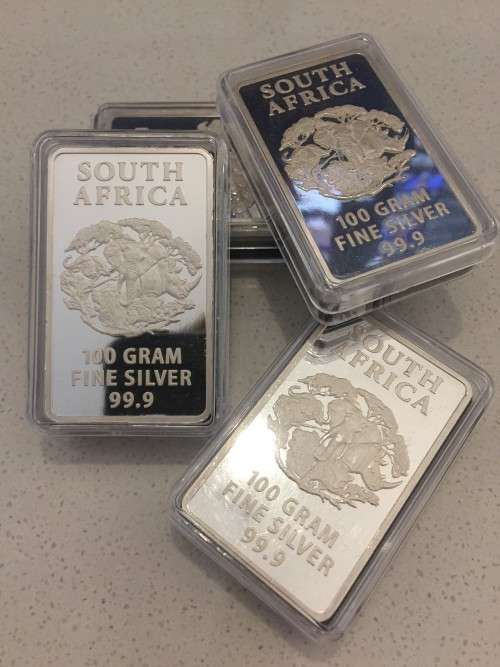 SOUTH
AFRICA
100 GRAM
FINE SILVER
99.9
SOUTH
AFRICA
100 GRAM
FINE SILVER
99.9
SOUTH
AFRICA
100 GRAM
FINE SILVER
99.9